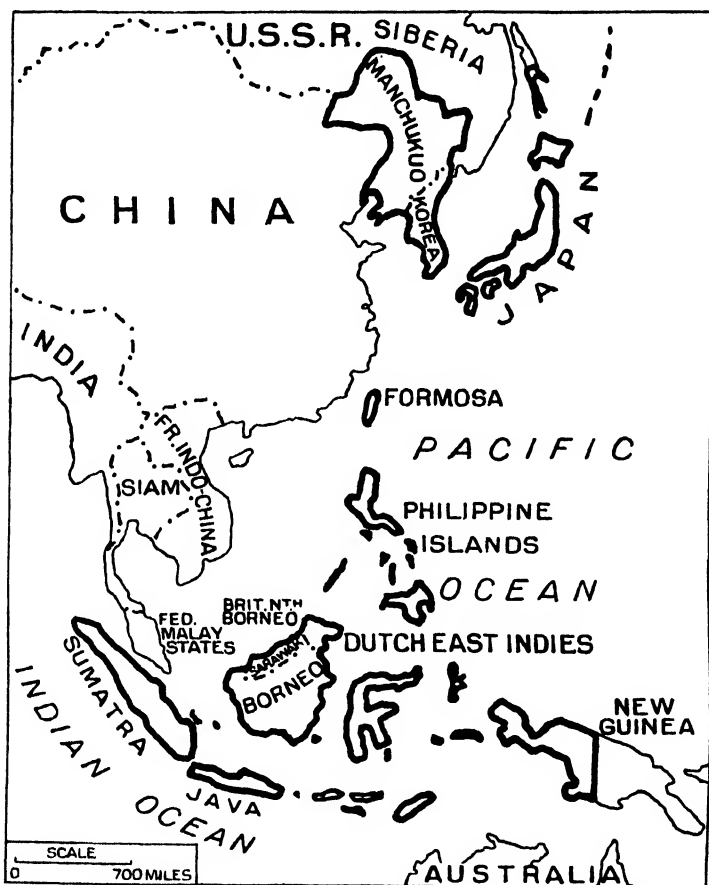 U.S.S.R. SIBERIA
MANCHUKUO
KOREA
CHINA
JAPAN
INDIA
FORMOSA
PACIFIC
FR. INDO-CHINA
SIAM
PHILIPPINE
ISLANDS
OCEAN
BRIT. NTH
BORNEO
FED.
MALAY
STATES
SARAWAK
DUTCH EAST INDIES
BORNEO
SUMATRA
NEW
GUINEA
INDIAN OCEAN
JAVA
SCALE
0 700 MILES
AUSTRALIA